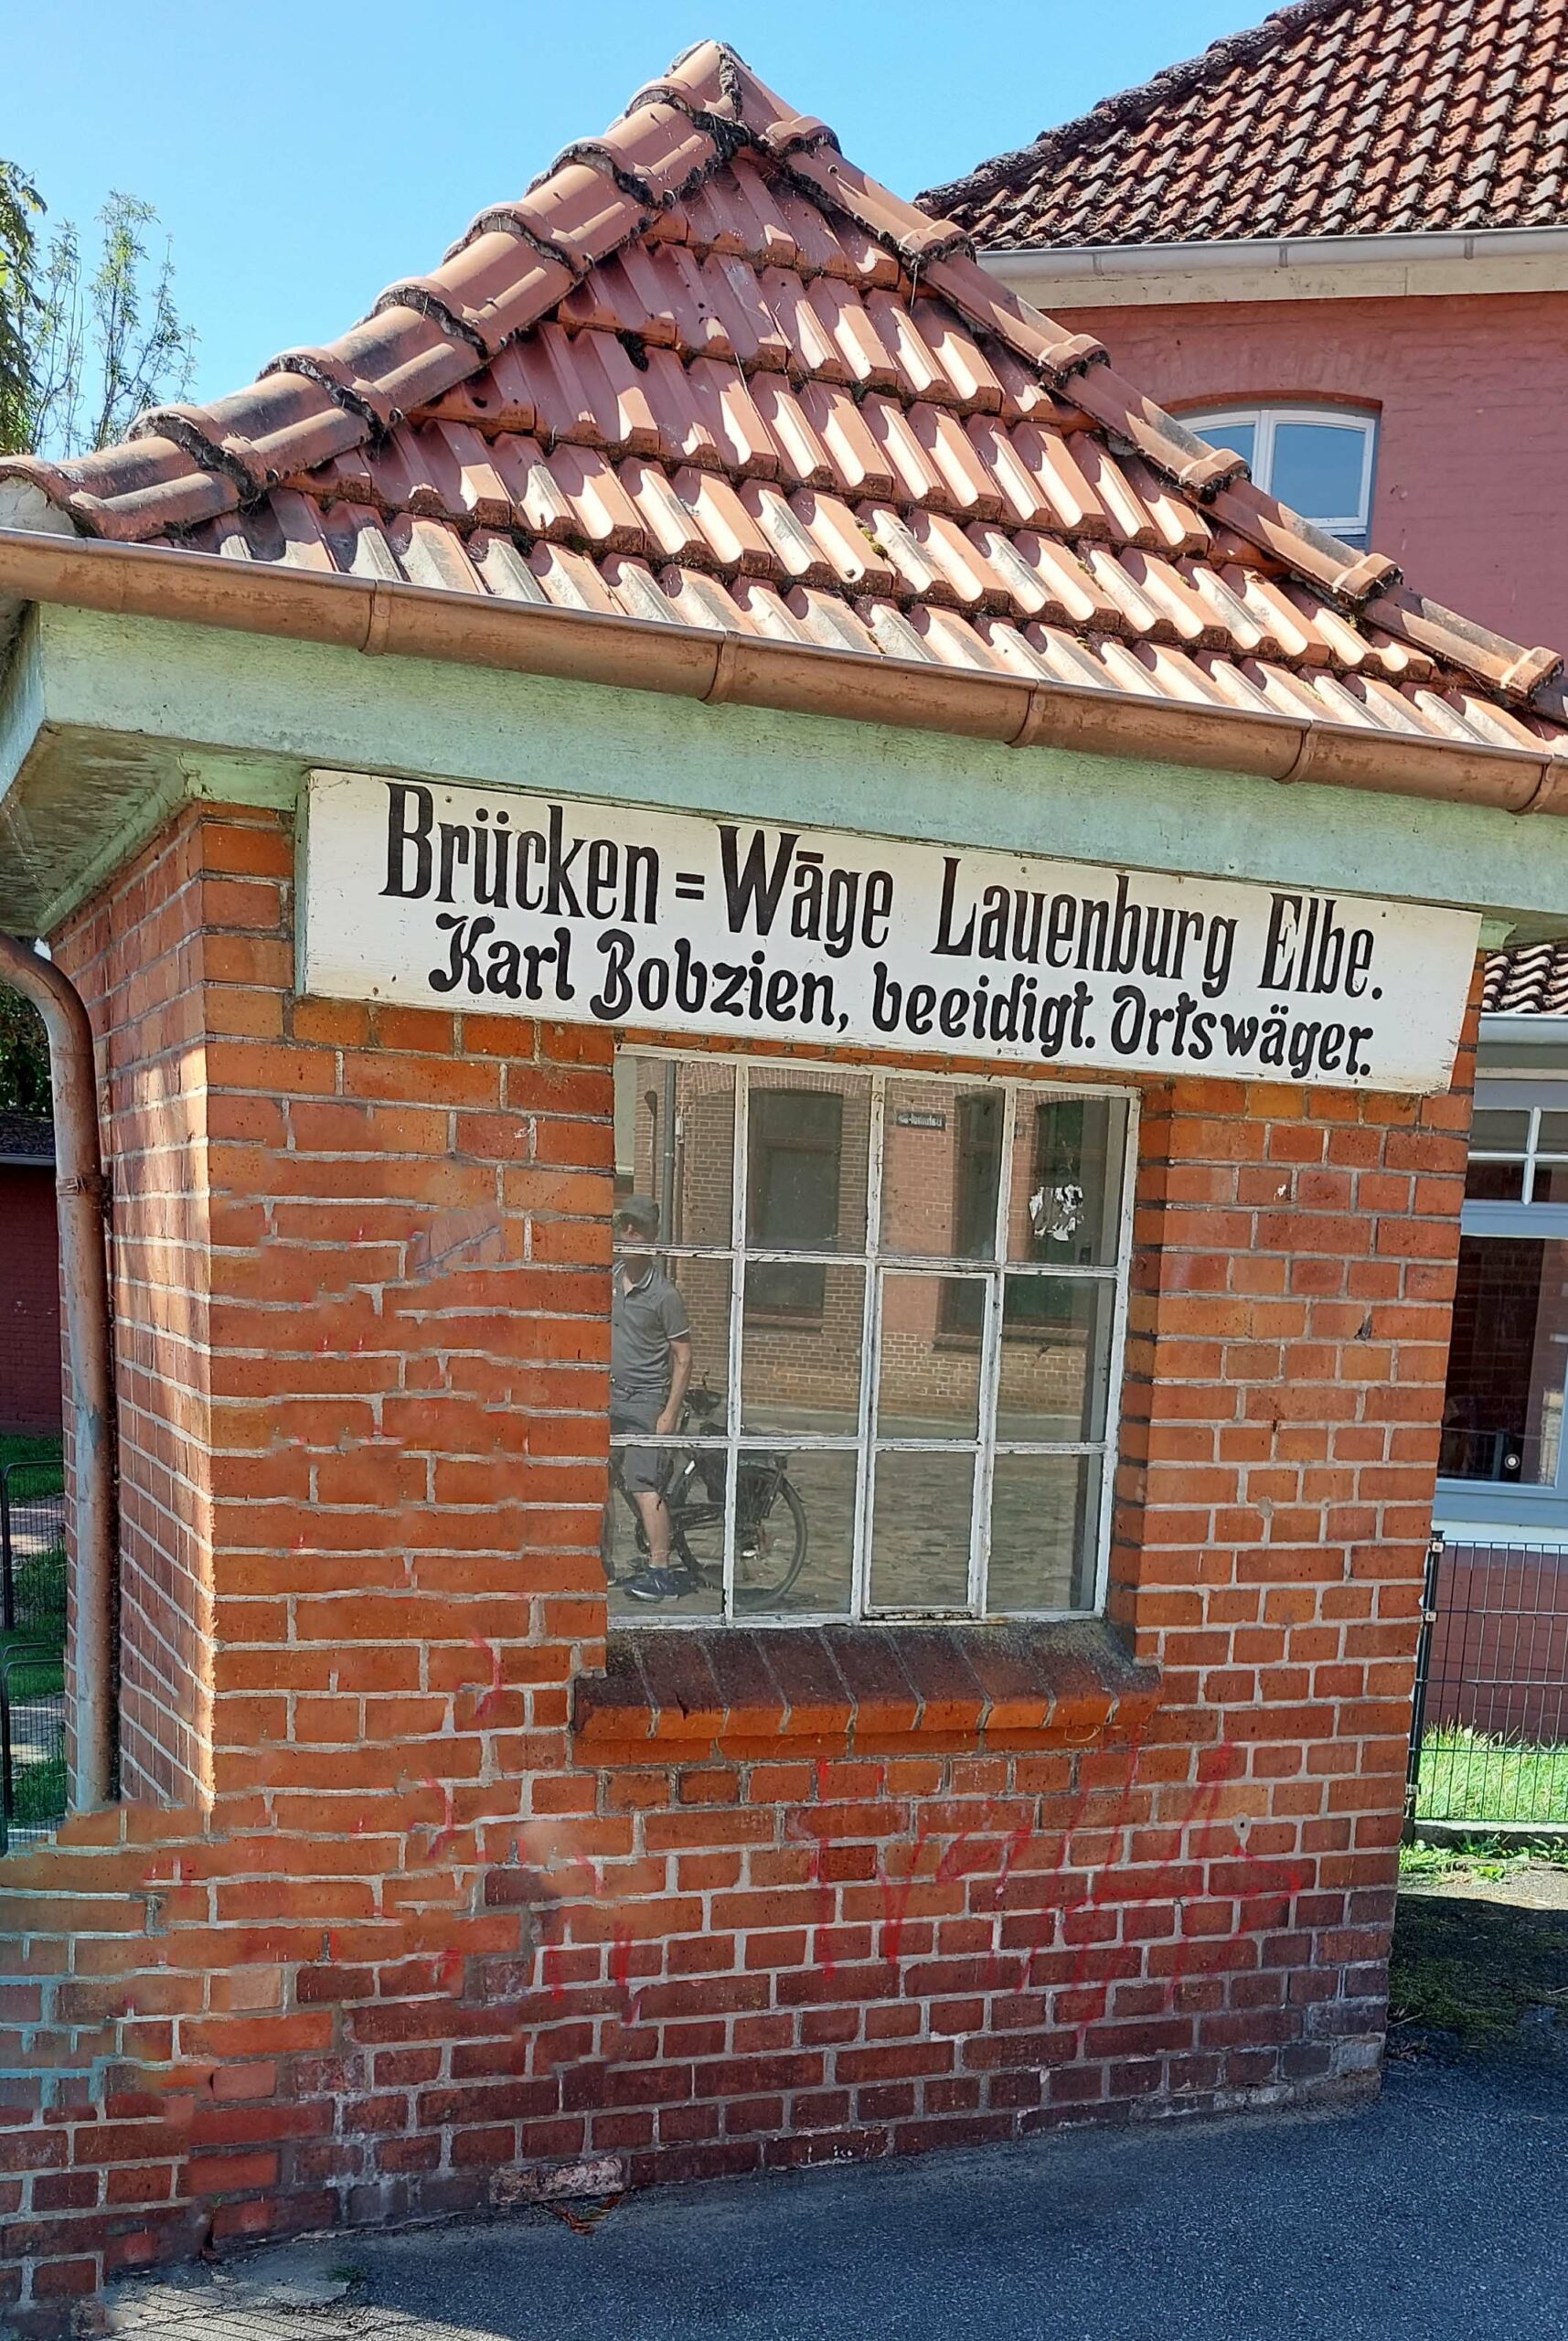 Brücken=Wāge Lauenburg Elbe.
Karl Bobzien, beeidigt. Ortswäger.